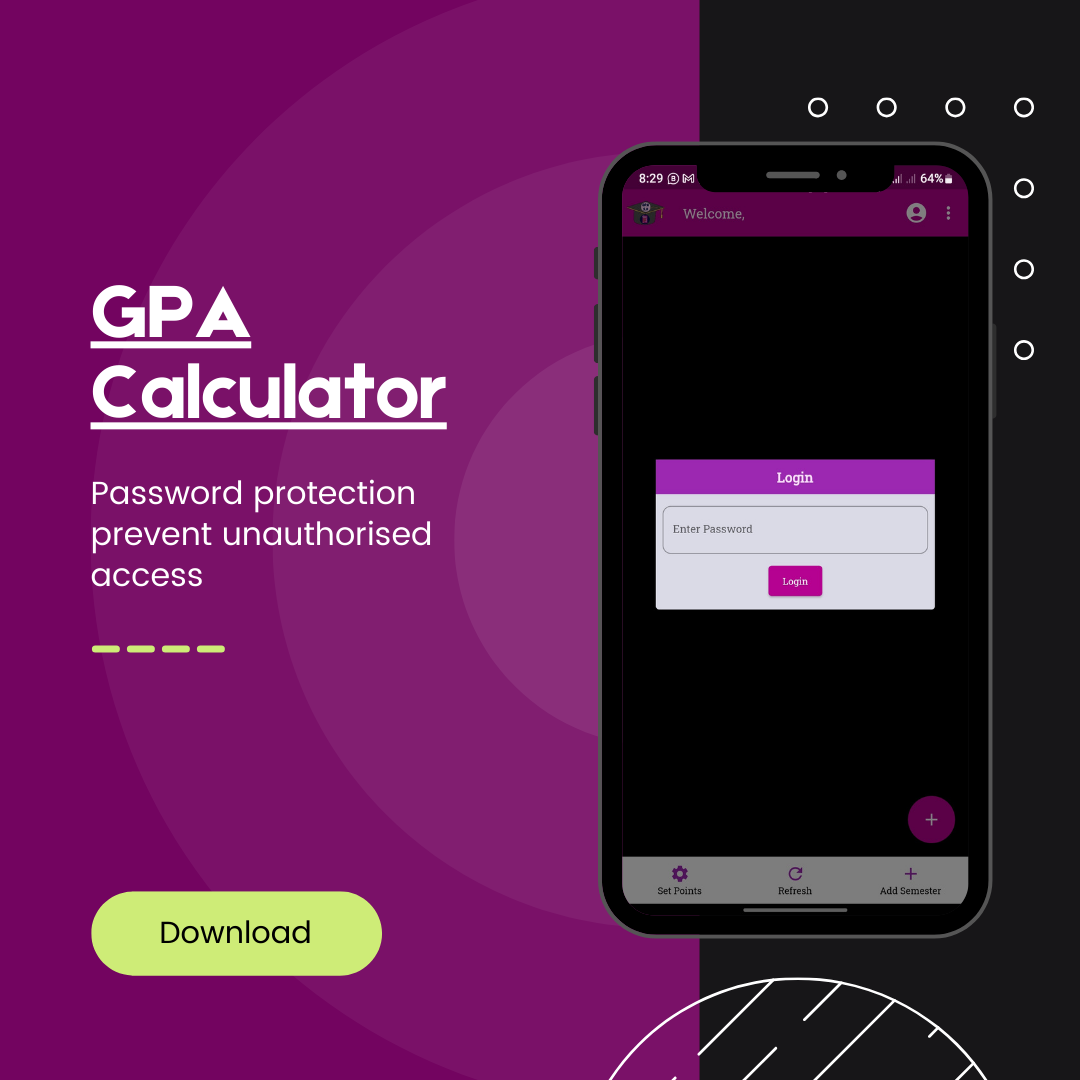 GPA
Calculator
Password protection
prevent unauthorised
access
Download
8:29
64%
Welcome,
Login
Enter Password
Login
+
Set Points
Refresh
Add Semester